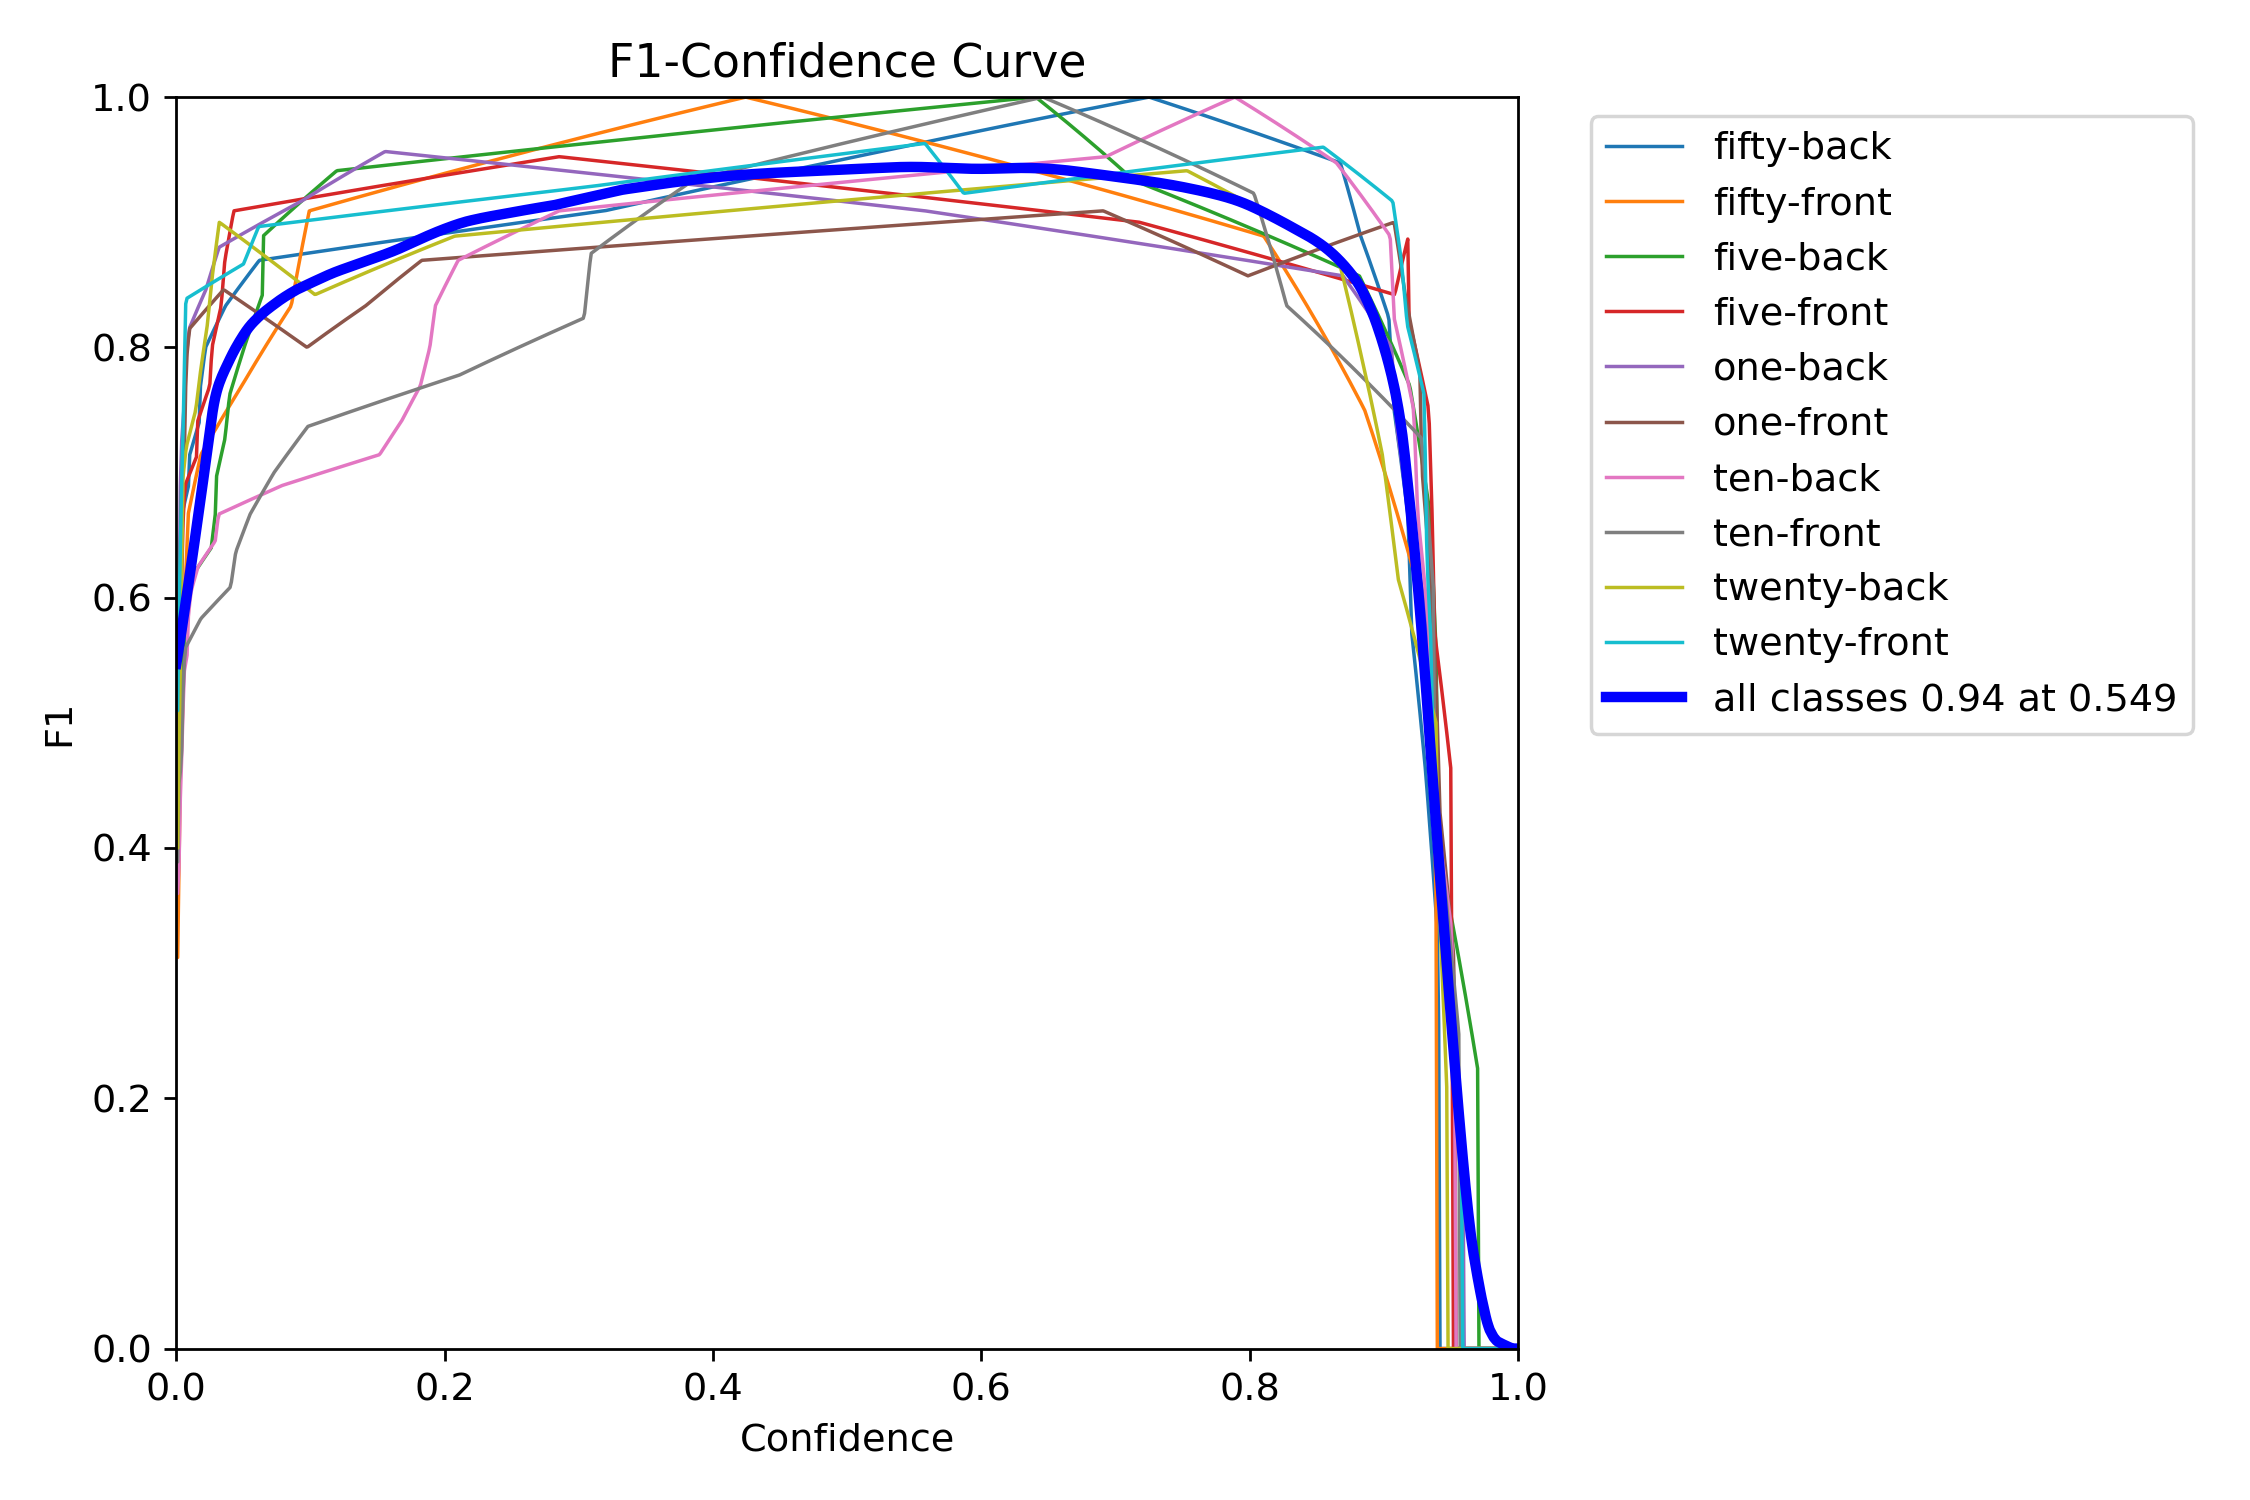 F1-Confidence Curve
1.0
0.8
0.6
0.4
0.2
0.0
F1
0.0 0.2 0.4 0.6 0.8 1.0
Confidence
fifty-back
fifty-front
five-back
five-front
one-back
one-front
ten-back
ten-front
twenty-back
twenty-front
all classes 0.94 at 0.549